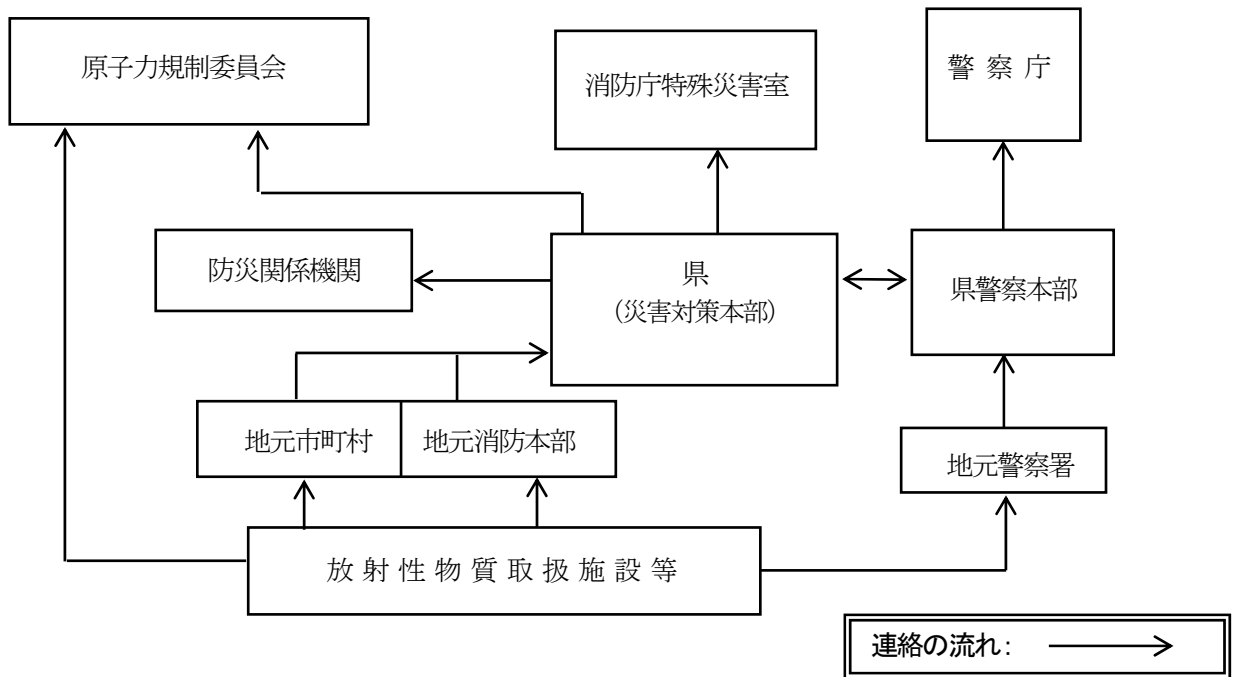 原子力規制委員会
消防庁特殊災害室
警 察 庁
防災関係機関
県
（災害対策本部）
県警察本部
地元市町村
地元消防本部
地元警察署
放 射 性 物 質 取 扱 施 設 等
連絡の流れ：